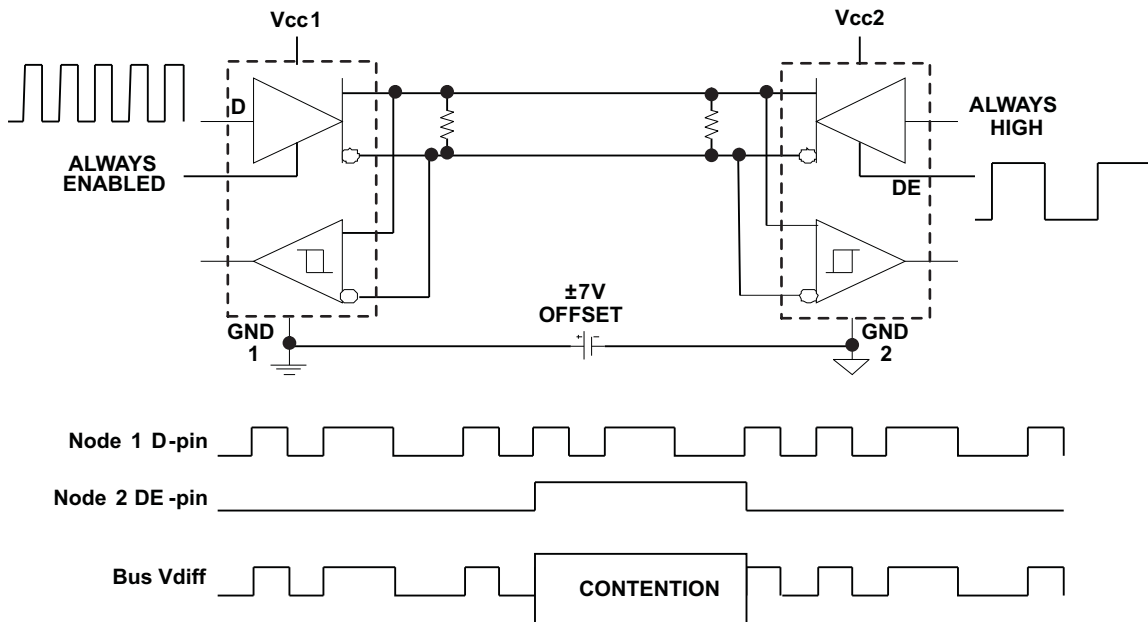 Vcc1
Vcc2
D
ALWAYS
ENABLED
ALWAYS
HIGH
DE
±7V
OFFSET
GND
1
GND
2
Node 1 D-pin
Node 2 DE-pin
Bus Vdiff
CONTENTION